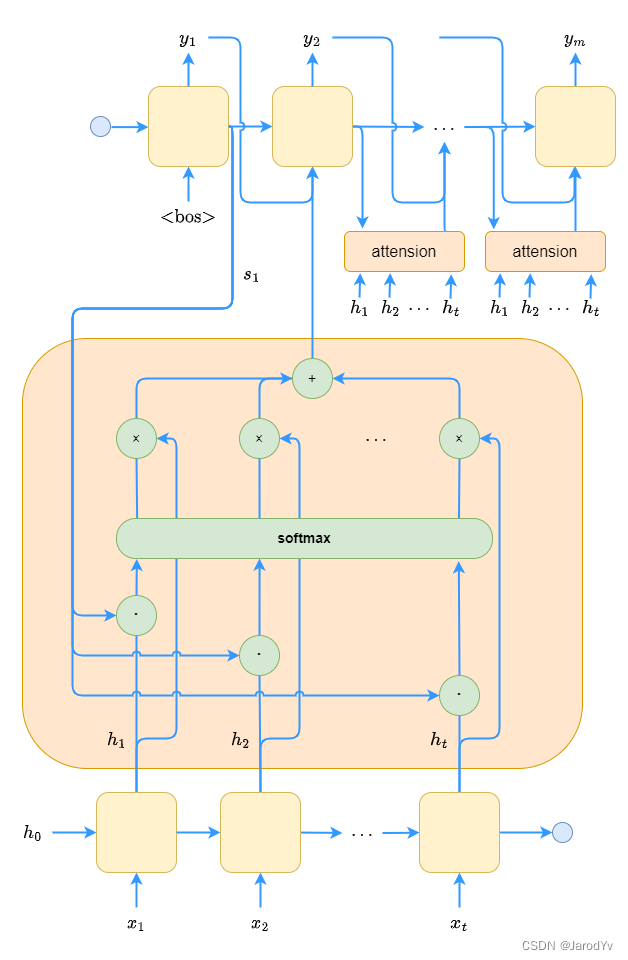 y1 y2 ym
...
<bos>
attension attension
s1
h1 h2 ... ht h1 h2 ... ht
+
× × ... ×
softmax
·
·
·
h1 h2 ht
h0 ...
x1 x2 xt
CSDN @JarodYv